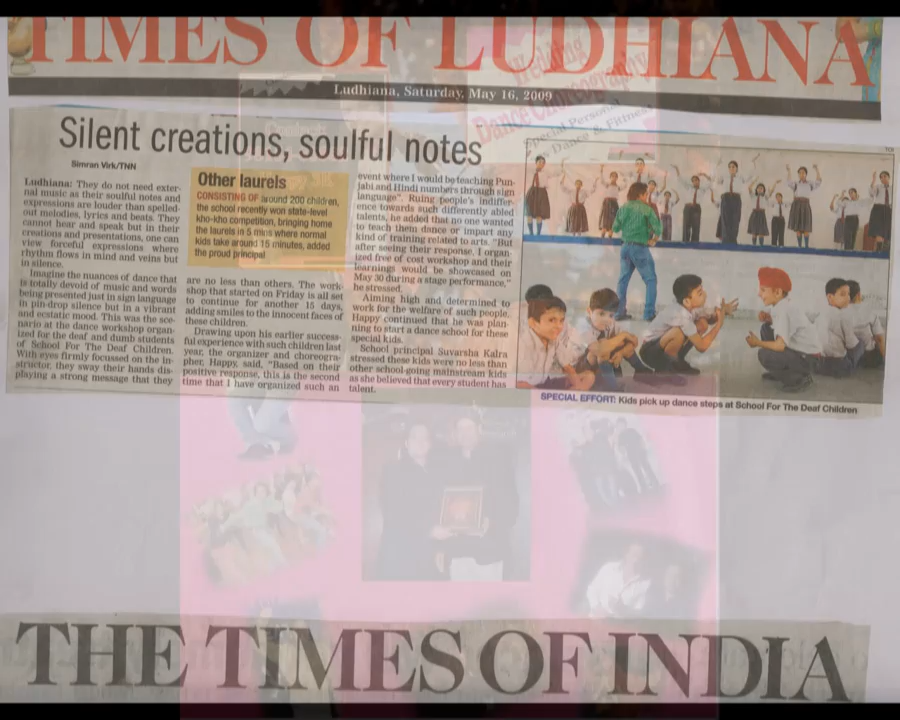 TIMES OF LUDHIANA
Ludhiana, Saturday, May 16, 2009
Wedding
Dance Choreography
Special Personal
Dance & Fitness
Silent creations, soulful notes
Simran Virk/TNN
Ludhiana: They do not need exter-
nal music as their soulful notes and
expressions are louder than spelled-
out melodies, lyrics and beats. They
cannot hear and speak but in their
creations and presentations, one can
view forceful expressions where
rhythm flows in mind and veins but
in silence.
Imagine the nuances of dance that
is totally devoid of music and words
being presented just in sign language
in pin-drop silence but in a vibrant
and ecstatic mood. This was the sce-
nario at the dance workshop organ-
ized for the deaf and dumb students
of School For The Deaf Children.
With eyes firmly focussed on the in-
structor, they sway their hands dis-
playing a strong message that they
Other laurels
CONSISTING OF around 200 children,
the school recently won state-level
kho-kho competition, bringing home
the laurels in 5 mins where normal
kids take around 15 minutes, added
the proud principal
are no less than others. The work-
shop that started on Friday is all set
to continue for another 15 days,
adding smiles to the innocent faces of
these children.
Drawing upon his earlier success-
ful experience with such children last
year, the organizer and choreogra-
pher, Happy, said, "Based on their
positive response, this is the second
time that I have organized such an
event where I would be teaching Pun-
jabi and Hindi numbers through sign
language". Ruing people's indiffer-
ence towards such differently abled
talents, he added that no one wanted
to teach them dance or impart any
kind of training related to arts. "But
after seeing their response, I organ-
ized free of cost workshop and their
learnings would be showcased on
May 30 during a stage performance,"
he stressed.
Aiming high and determined to
work for the welfare of such people,
Happy continued that he was plan-
ning to start a dance school for these
special kids.
School principal Suvarsha Kalra
stressed these kids were no less than
other school-going mainstream kids
as she believed that every student has
talent.
SPECIAL EFFORT: Kids pick up dance steps at School For The Deaf Children
THE TIMES OF INDIA